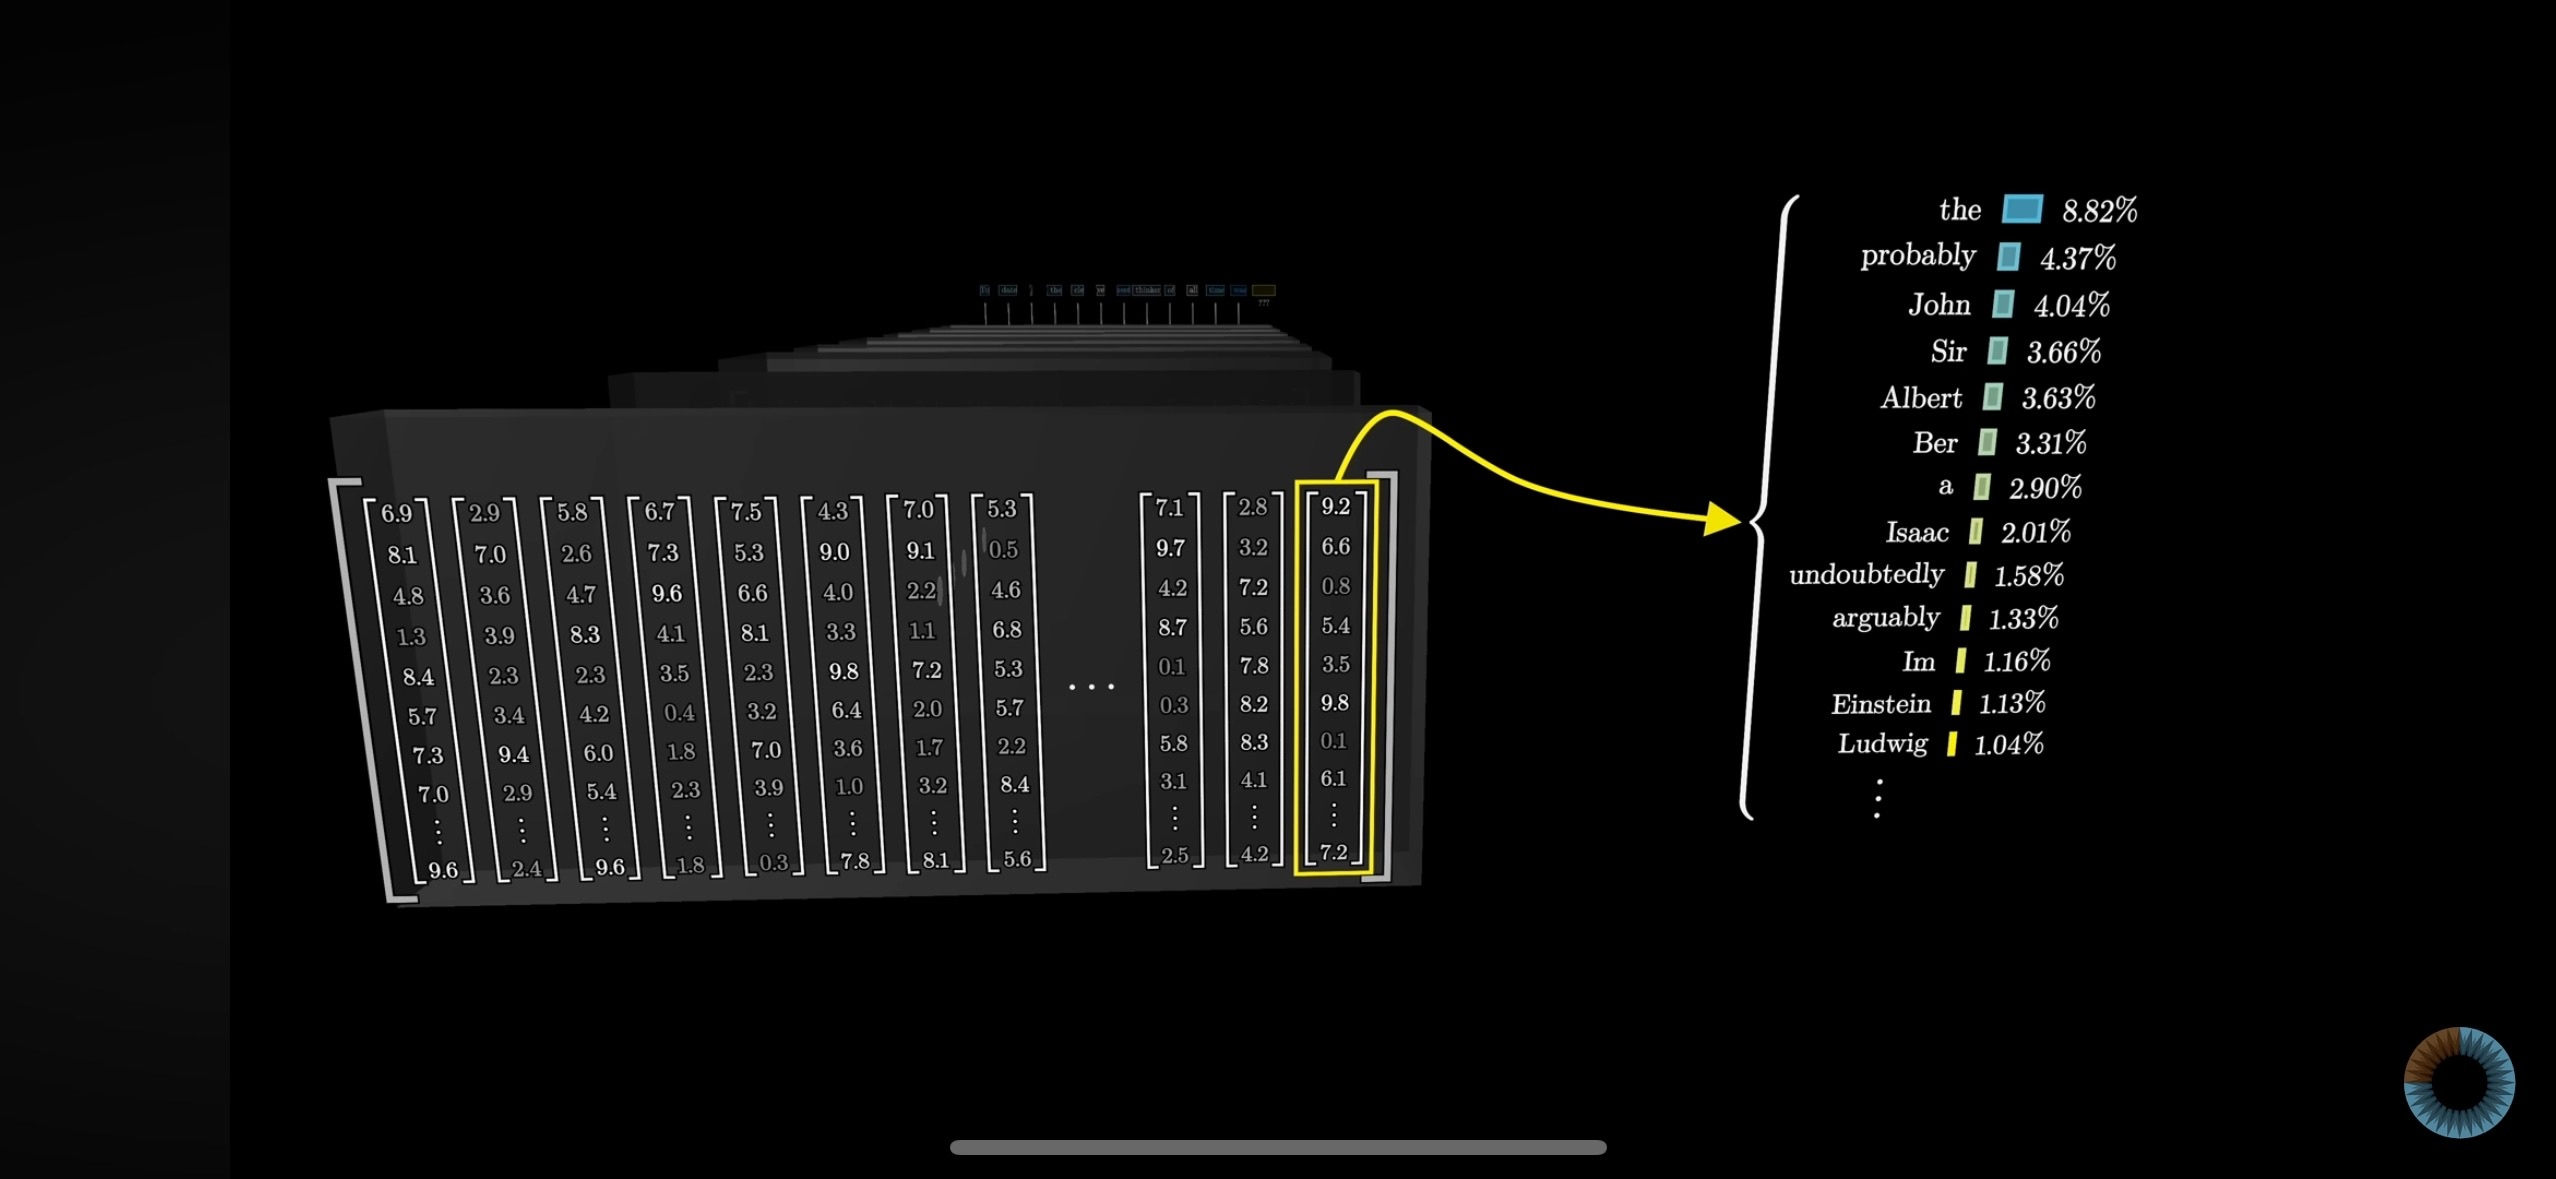 To date , the cle ve rest thinker of all time was
???
6.9 2.9 5.8 6.7 7.5 4.3 7.0 5.3 7.1 2.8 9.2
8.1 7.0 2.6 7.3 5.3 9.0 9.1 0.5 9.7 3.2 6.6
4.8 3.6 4.7 9.6 6.6 4.0 2.2 4.6 4.2 7.2 0.8
1.3 3.9 8.3 4.1 8.1 3.3 1.1 6.8 8.7 5.6 5.4
8.4 2.3 2.3 3.5 2.3 9.8 7.2 5.3 ... 0.1 7.8 3.5
5.7 3.4 4.2 0.4 3.2 6.4 2.0 5.7 0.3 8.2 9.8
7.3 9.4 6.0 1.8 7.0 3.6 1.7 2.2 5.8 8.3 0.1
7.0 2.9 5.4 2.3 3.9 1.0 3.2 8.4 3.1 4.1 6.1
⋮ ⋮ ⋮ ⋮ ⋮ ⋮ ⋮ ⋮ ⋮ ⋮ ⋮
9.6 2.4 9.6 1.8 0.3 7.8 8.1 5.6 2.5 4.2 7.2
the 8.82%
probably 4.37%
John 4.04%
Sir 3.66%
Albert 3.63%
Ber 3.31%
a 2.90%
Isaac 2.01%
undoubtedly 1.58%
arguably 1.33%
Im 1.16%
Einstein 1.13%
Ludwig 1.04%
⋮